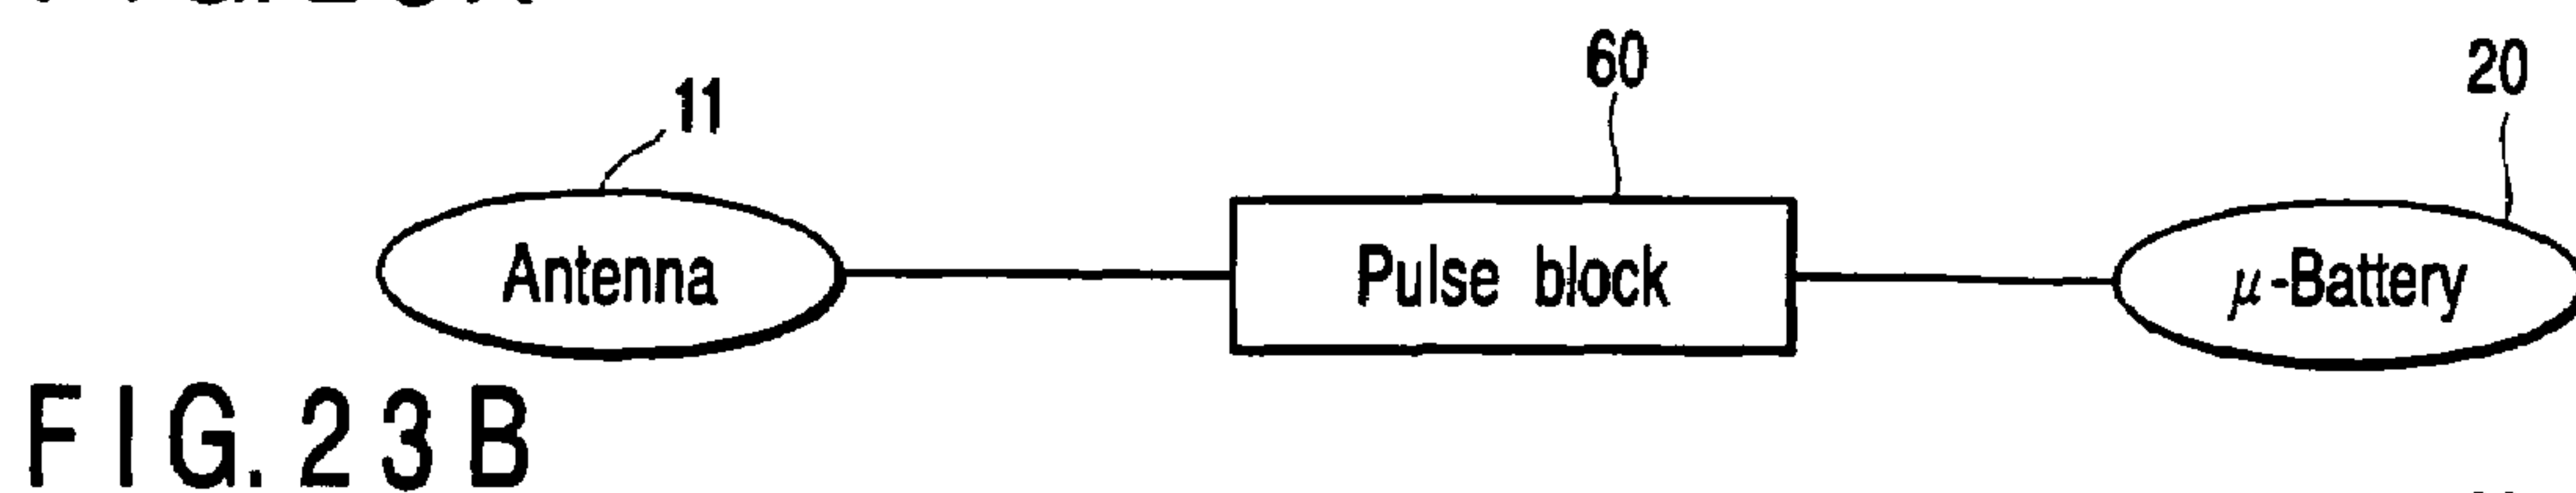 60
20
11
Antenna
Pulse block
μ-Battery
FIG. 23B